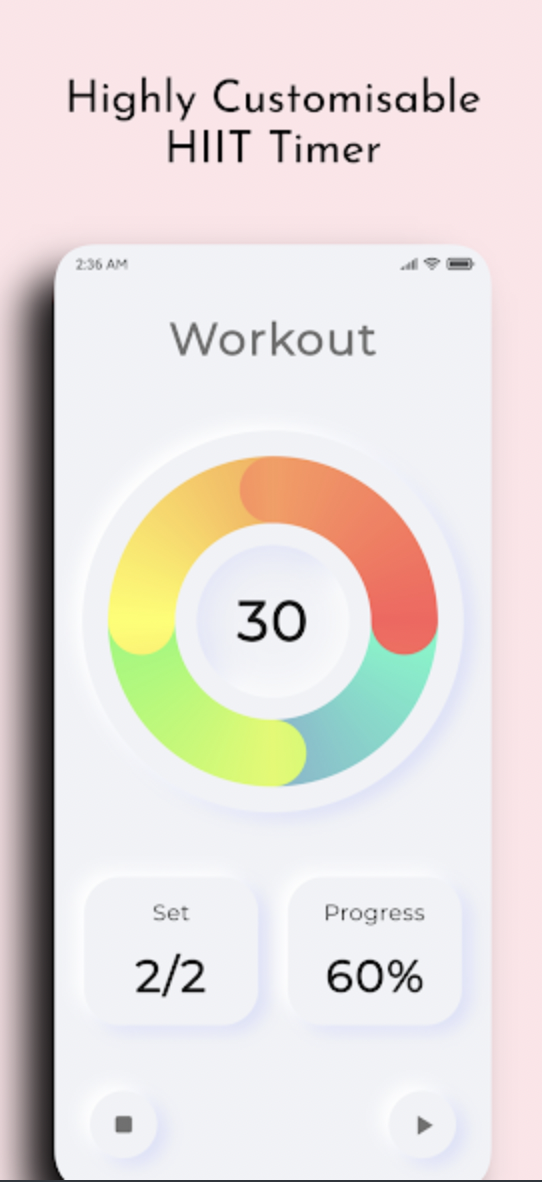 Highly Customisable
HIIT Timer
2:36 AM
Workout
30
Set
Progress
2/2
60%